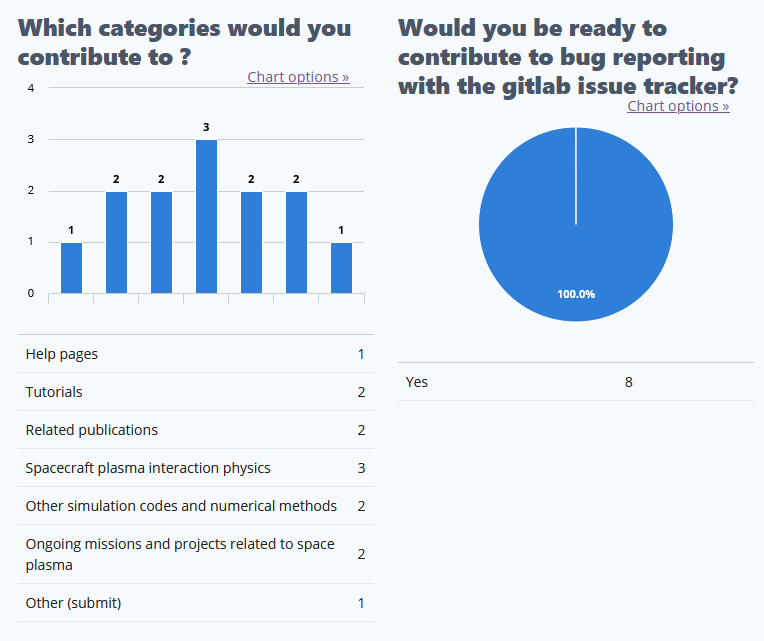 Which categories would you
contribute to ?
Chart options »
4
3
2
1
0
1
2
2
3
2
2
1
Help pages 1
Tutorials 2
Related publications 2
Spacecraft plasma interaction physics 3
Other simulation codes and numerical methods 2
Ongoing missions and projects related to space
plasma 2
Other (submit) 1
Would you be ready to
contribute to bug reporting
with the gitlab issue tracker?
Chart options »
100.0%
Yes 8